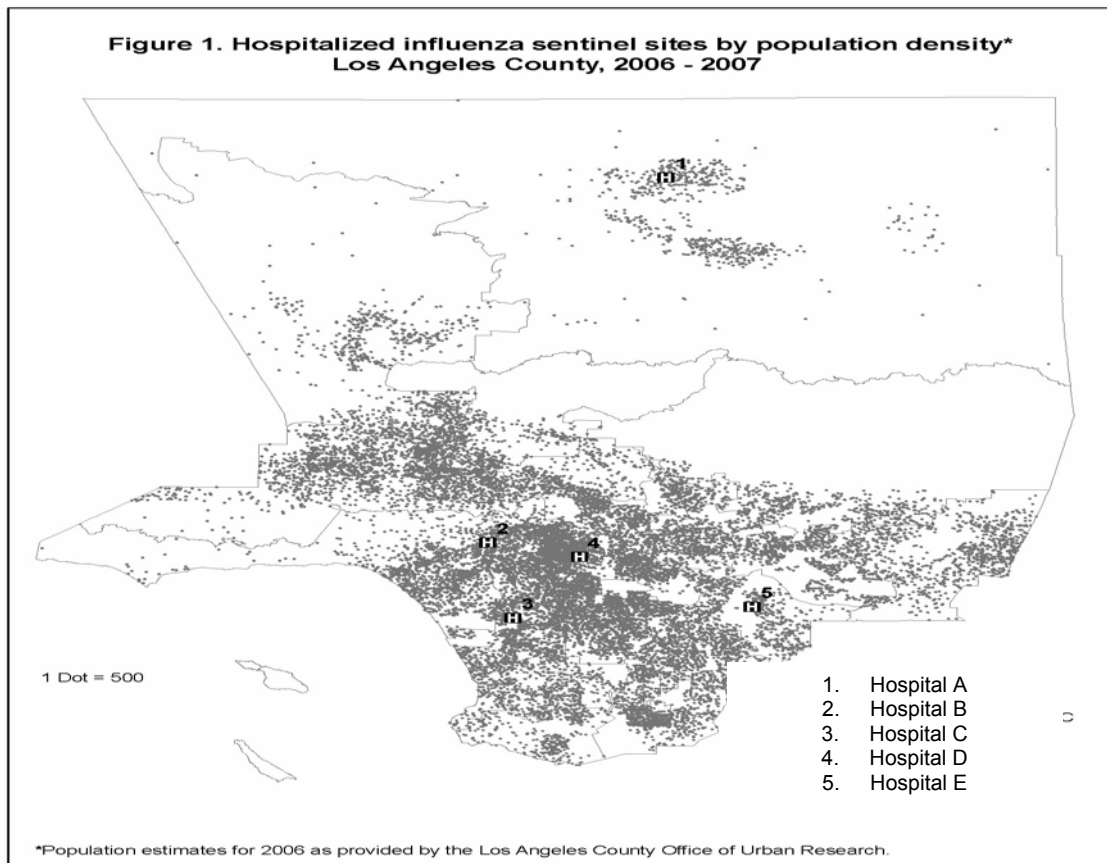 Figure 1. Hospitalized influenza sentinel sites by population density*
Los Angeles County, 2006 - 2007
1
H
2
H
4
H
3
H
5
H
1 Dot = 500
1. Hospital A
2. Hospital B
3. Hospital C
4. Hospital D
5. Hospital E
*Population estimates for 2006 as provided by the Los Angeles County Office of Urban Research.